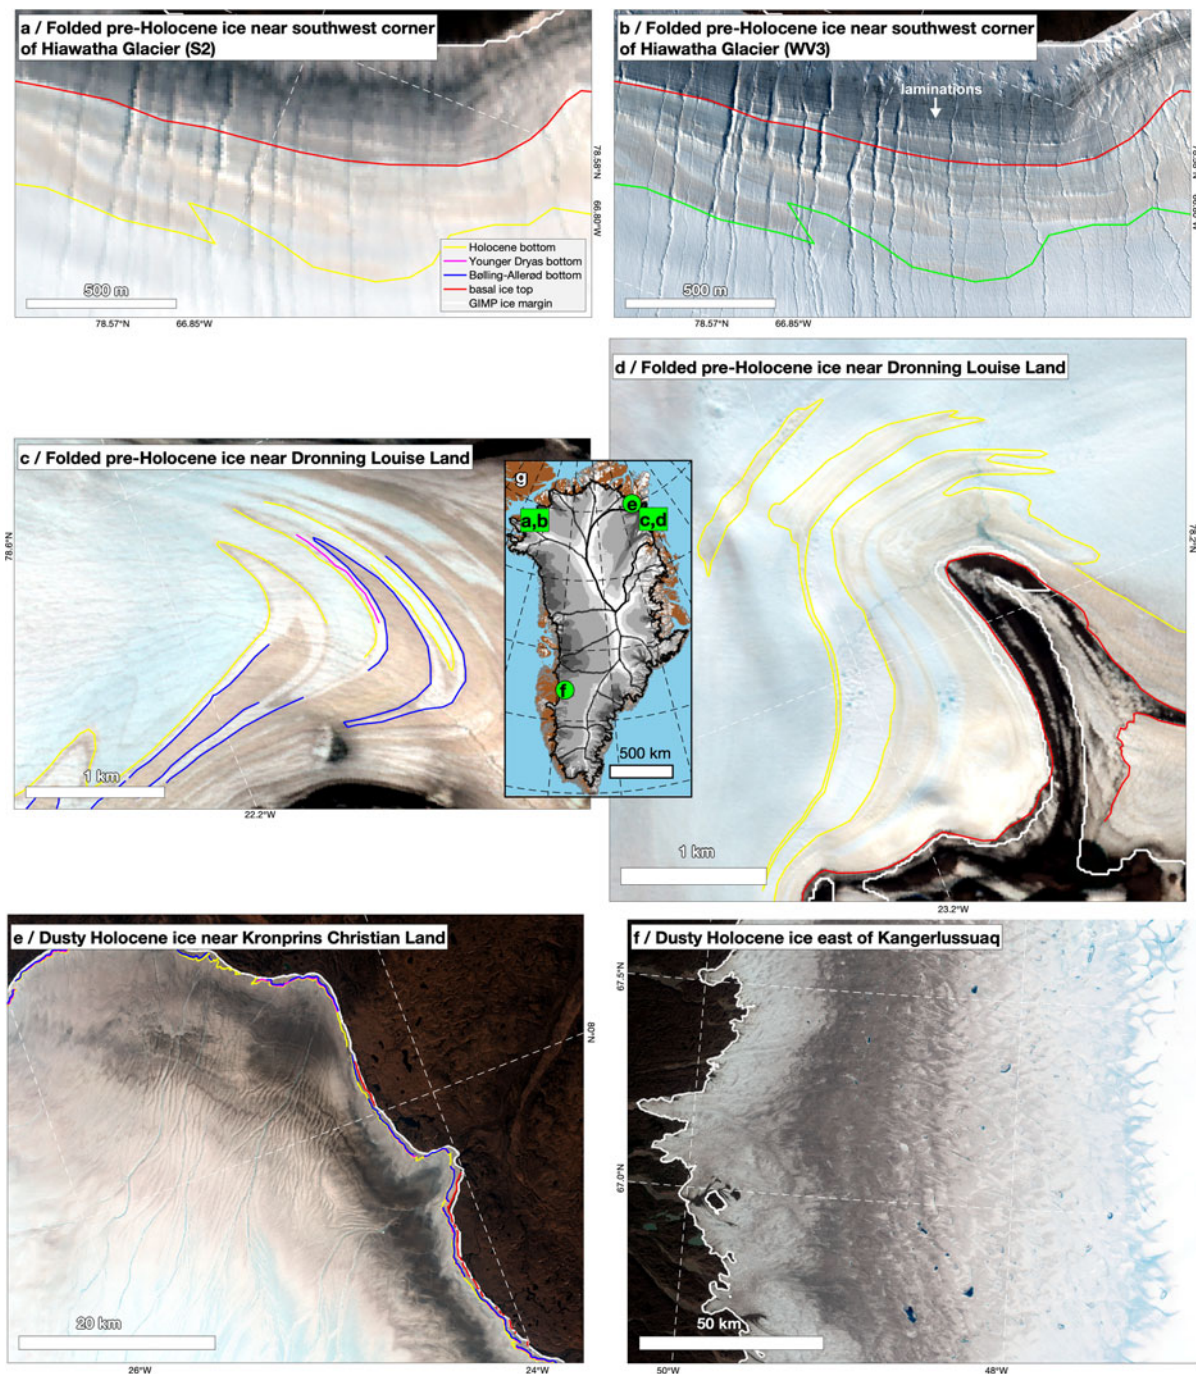 a / Folded pre-Holocene ice near southwest corner
of Hiawatha Glacier (S2)
78.58°N
66.80°W
Holocene bottom
Younger Dryas bottom
Bølling-Allerød bottom
basal ice top
GIMP ice margin
500 m
78.57°N
66.85°W
b / Folded pre-Holocene ice near southwest corner
of Hiawatha Glacier (WV3)
laminations
500 m
78.57°N
66.85°W
c / Folded pre-Holocene ice near Dronning Louise Land
78.6°N
1 km
22.2°W
g
a,b
e
c,d
f
500 km
d / Folded pre-Holocene ice near Dronning Louise Land
78.2°N
1 km
23.2°W
e / Dusty Holocene ice near Kronprins Christian Land
80°N
20 km
26°W
24°W
f / Dusty Holocene ice east of Kangerlussuaq
67.5°N
67.0°N
50 km
50°W
48°W